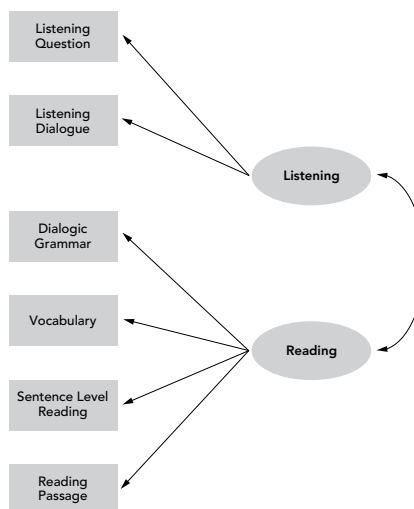 Listening
Question
Listening
Dialogue
Listening
Dialogic
Grammar
Vocabulary
Reading
Sentence Level
Reading
Reading
Passage